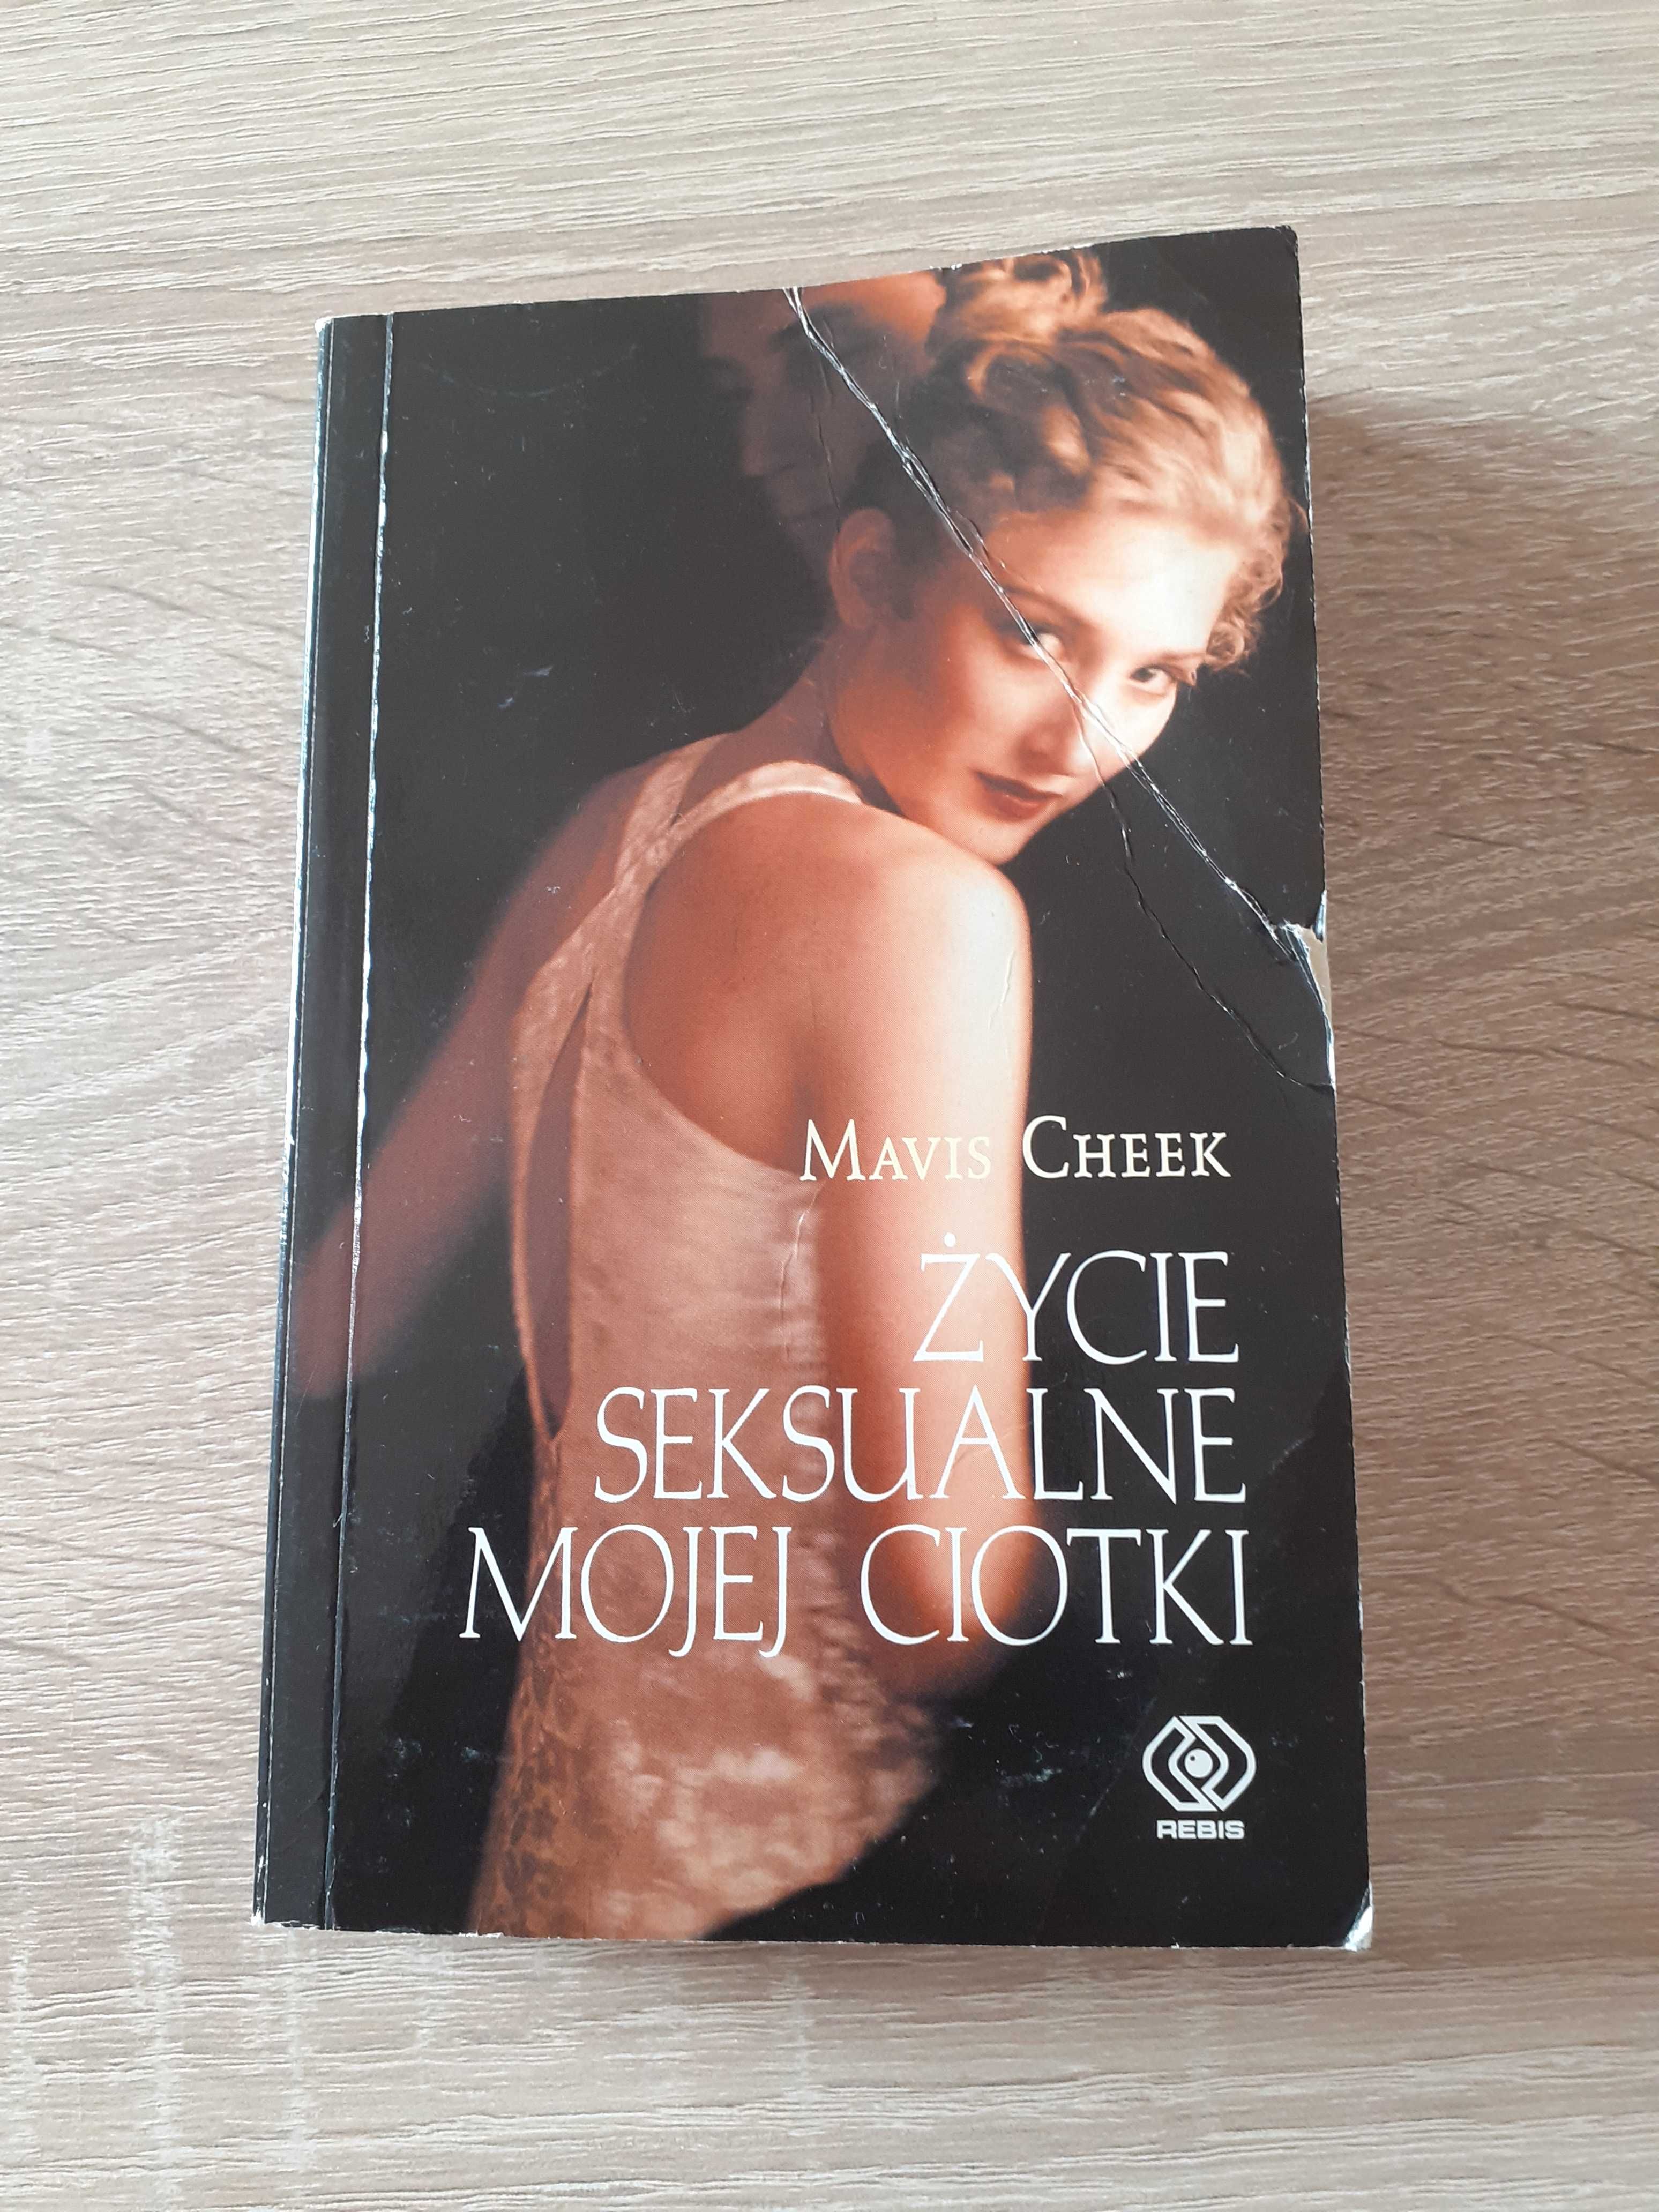 MAVIS CHEEK
ŻYCIE
SEKSUALNE
MOJEJ CIOTKI
REBIS